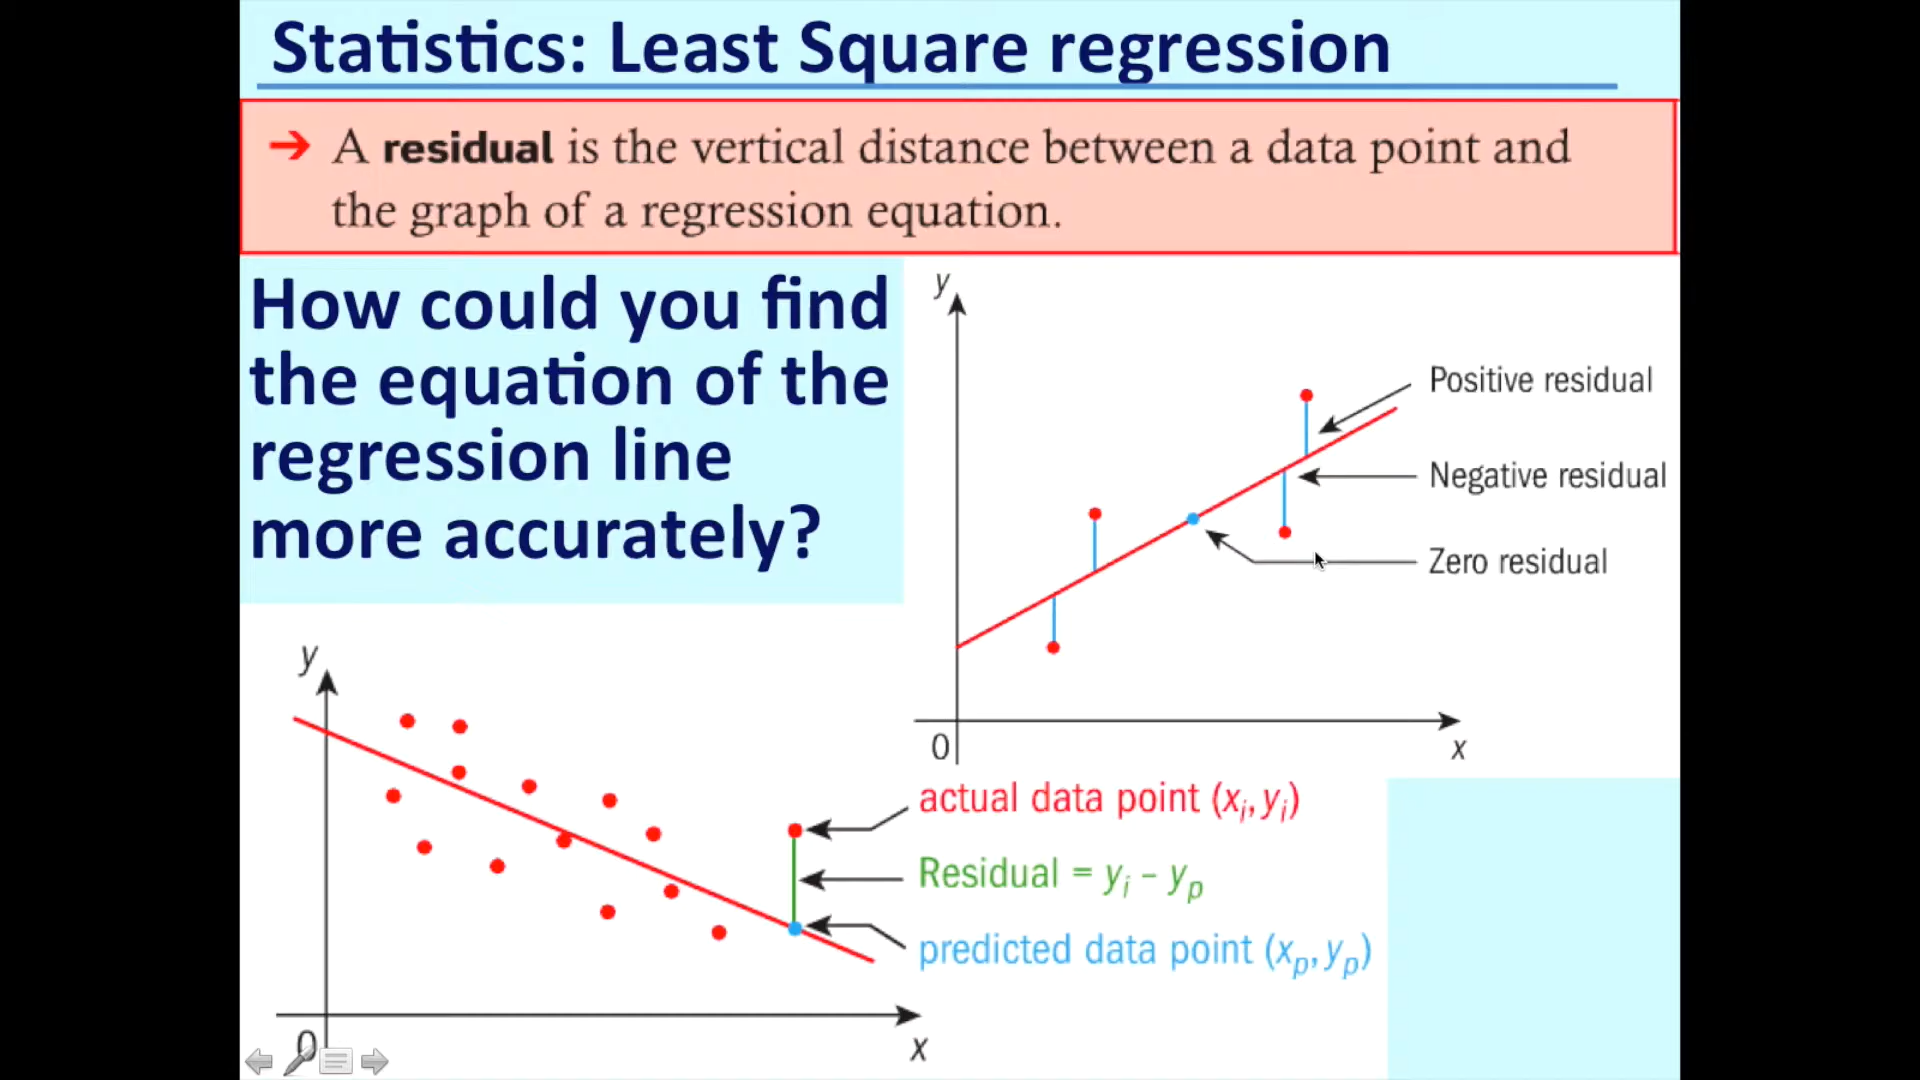 Statistics: Least Square regression
➔ A residual is the vertical distance between a data point and
the graph of a regression equation.
How could you find
the equation of the
regression line
more accurately?
y
Positive residual
Negative residual
Zero residual
0
x
y
actual data point (xᵢ, yᵢ)
Residual = yᵢ – yₚ
predicted data point (xₚ, yₚ)
0
x